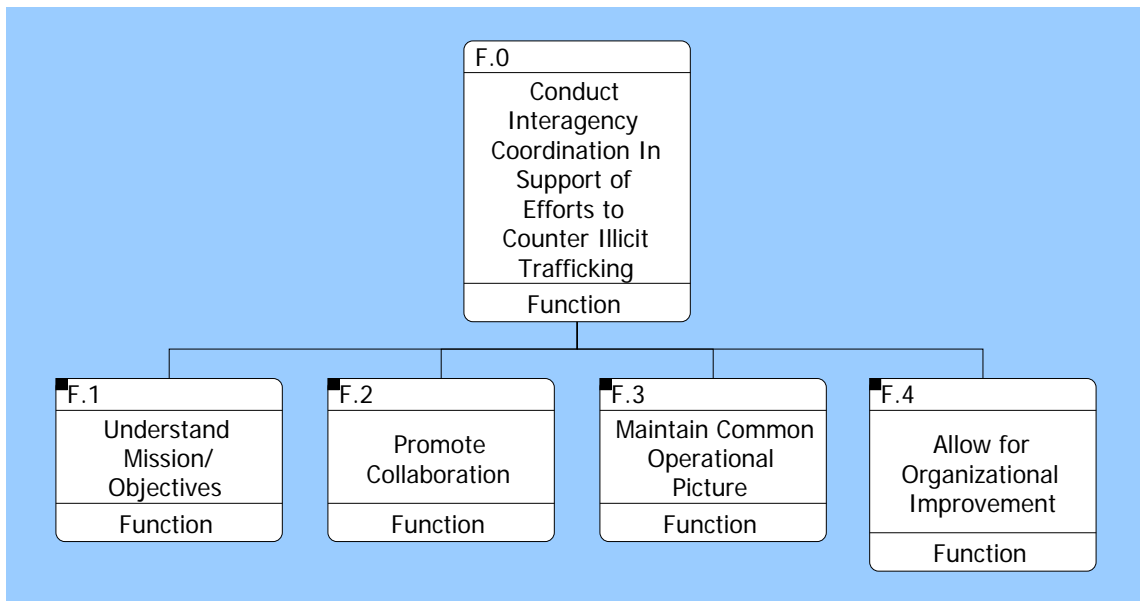 F.0
Conduct
Interagency
Coordination In
Support of
Efforts to
Counter Illicit
Trafficking
Function
F.1
Understand
Mission/
Objectives
Function
F.2
Promote
Collaboration
Function
F.3
Maintain Common
Operational
Picture
Function
F.4
Allow for
Organizational
Improvement
Function